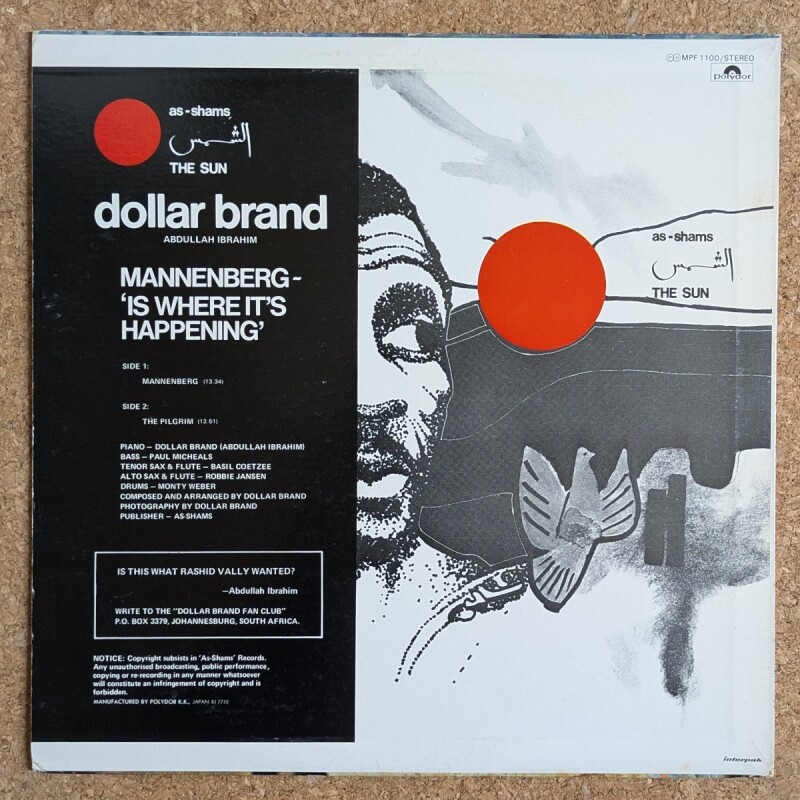 ⓅⓅ MPF 1100/STEREO
polydor
as-shams
الشمس
THE SUN
dollar brand
ABDULLAH IBRAHIM
MANNENBERG ~
'IS WHERE IT'S
HAPPENING'
SIDE 1:
MANNENBERG (13.34)
SIDE 2:
THE PILGRIM (12.51)
PIANO – DOLLAR BRAND (ABDULLAH IBRAHIM)
BASS – PAUL MICHEALS
TENOR SAX & FLUTE – BASIL COETZEE
ALTO SAX & FLUTE – ROBBIE JANSEN
DRUMS – MONTY WEBER
COMPOSED AND ARRANGED BY DOLLAR BRAND
PHOTOGRAPHY BY DOLLAR BRAND
PUBLISHER – AS-SHAMS
IS THIS WHAT RASHID VALLY WANTED?
—Abdullah Ibrahim
WRITE TO THE "DOLLAR BRAND FAN CLUB"
P.O. BOX 3379, JOHANNESBURG, SOUTH AFRICA.
NOTICE: Copyright subsists in 'As-Shams' Records.
Any unauthorised broadcasting, public performance,
copying or re-recording in any manner whatsoever
will constitute an infringement of copyright and is
forbidden.
MANUFACTURED BY POLYDOR K.K., JAPAN KI 7710
as-shams
الشمس
THE SUN
interpak